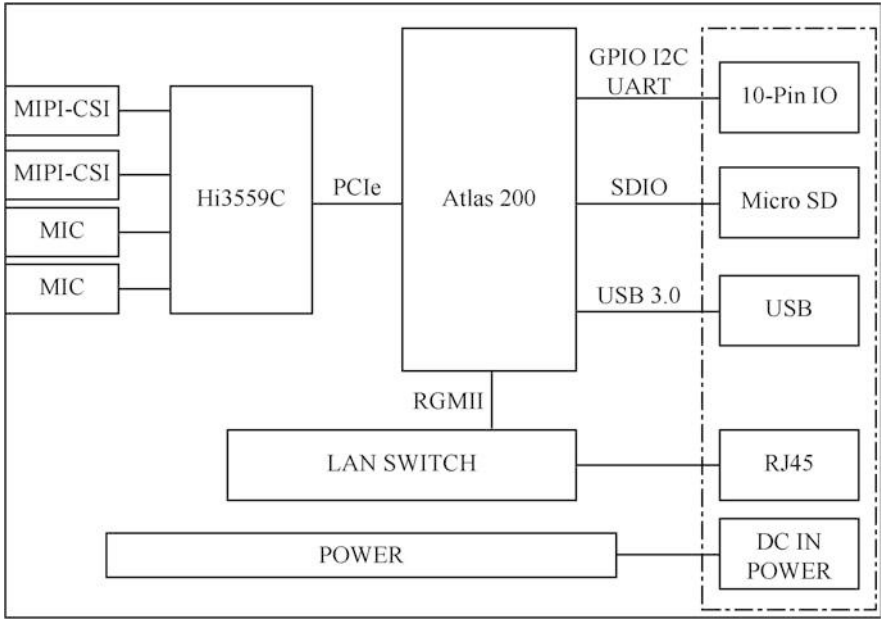 MIPI-CSI
MIPI-CSI
MIC
MIC
Hi3559C
PCIe
Atlas 200
GPIO I2C
UART
10-Pin IO
SDIO
Micro SD
USB 3.0
USB
RGMII
LAN SWITCH
RJ45
POWER
DC IN
POWER